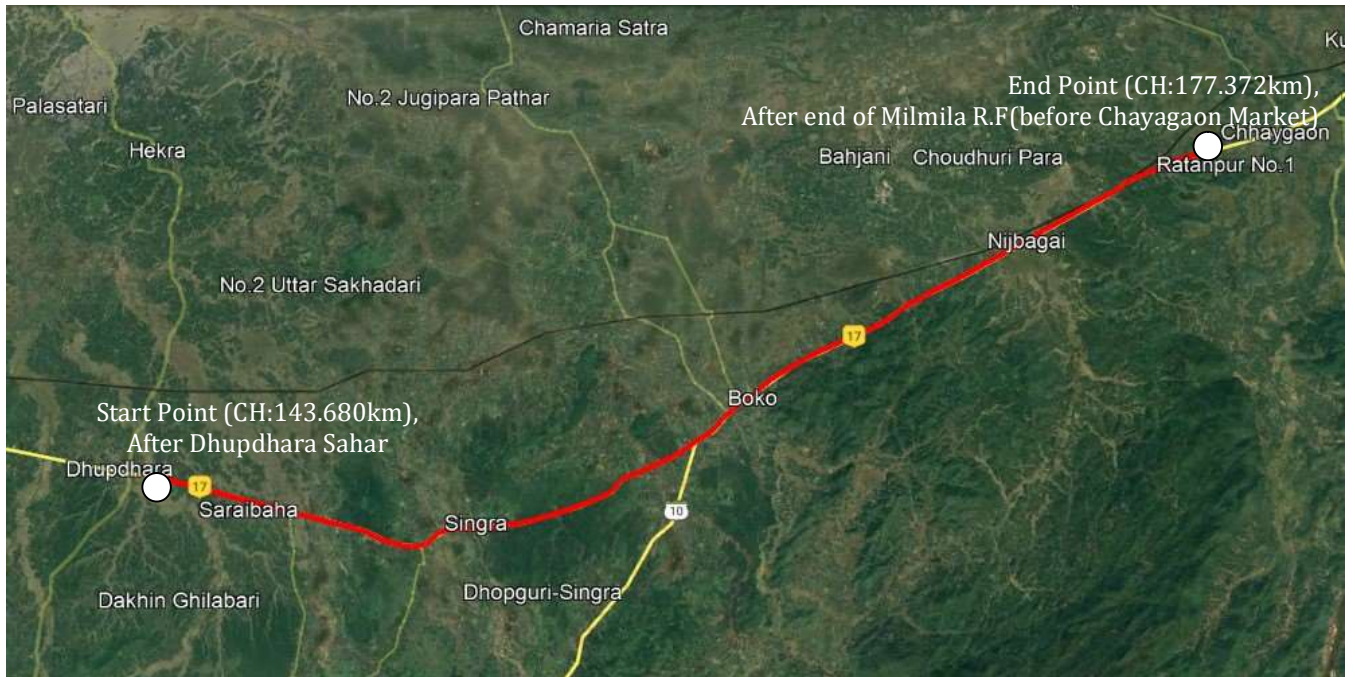 Chamaria Satra
Palasatari
No.2 Jugipara Pathar
End Point (CH:177.372km),
After end of Milmila R.F(before Chayagaon Market)
Hekra
Chhaygaon
Bahjani
Choudhuri Para
Ratanpur No.1
Nijbagai
No.2 Uttar Sakhadari
17
Boko
Start Point (CH:143.680km),
After Dhupdhara Sahar
Dhupdhara
17
Saraibaha
Singra
10
Dhopguri-Singra
Dakhin Ghilabari